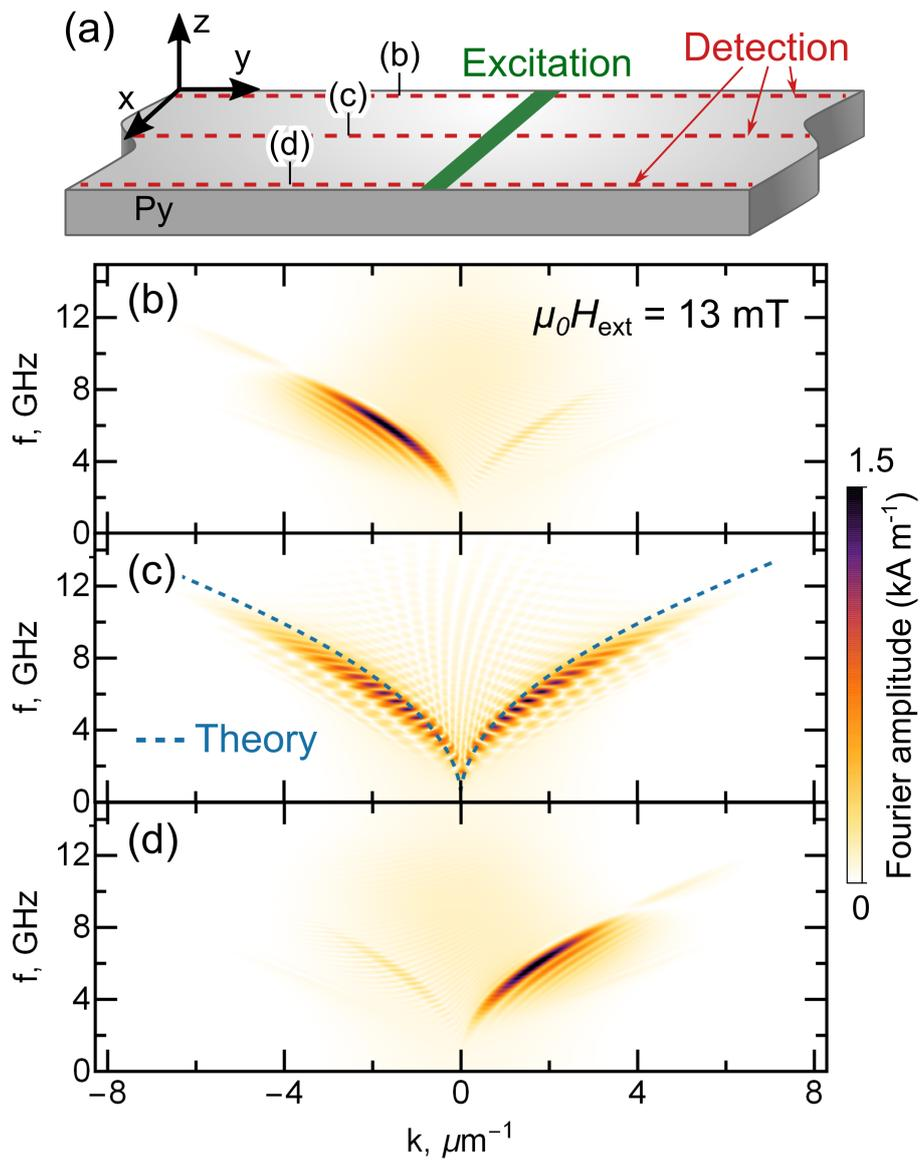 (a)
z
y
x
(b)
(c)
(d)
Excitation
Detection
Py
(b)
μ₀Hext = 13 mT
12
8
4
0
f, GHz
(c)
Theory
12
8
4
0
f, GHz
(d)
12
8
4
0
f, GHz
−8 −4 0 4 8
k, μm⁻¹
1.5
0
Fourier amplitude (kA m⁻¹)